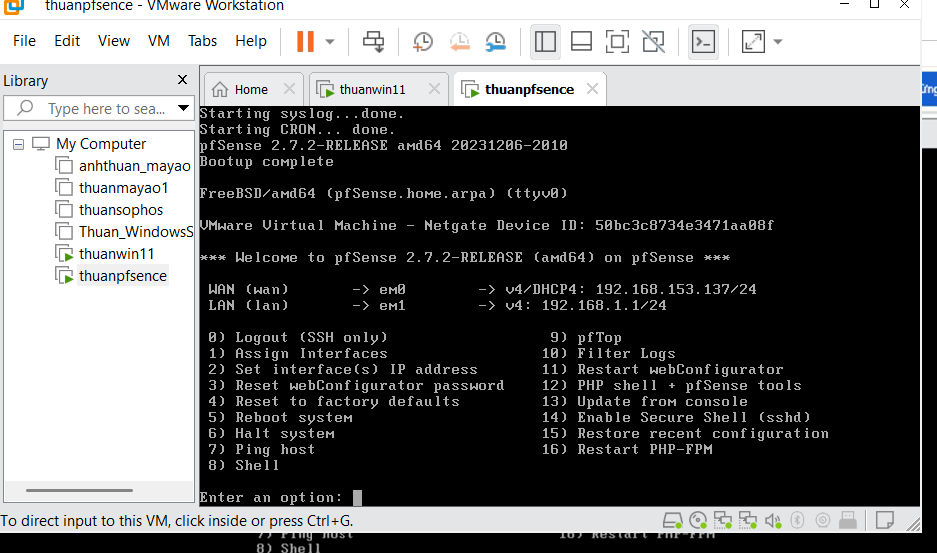 thuanpfsence - VMware Workstation
File Edit View VM Tabs Help
Library
Type here to sea...
My Computer
anhthuan_mayao
thuanmayao1
thuansophos
Thuan_WindowsS
thuanwin11
thuanpfsence
Home thuanwin11 thuanpfsence
Starting syslog...done.
Starting CRON... done.
pfSense 2.7.2-RELEASE amd64 20231206-2010
Bootup complete
FreeBSD/amd64 (pfSense.home.arpa) (ttyv0)
VMware Virtual Machine - Netgate Device ID: 50bc3c8734e3471aa08f
*** Welcome to pfSense 2.7.2-RELEASE (amd64) on pfSense ***
WAN (wan) -> em0 -> v4/DHCP4: 192.168.153.137/24
LAN (lan) -> em1 -> v4: 192.168.1.1/24
0) Logout (SSH only) 9) pfTop
1) Assign Interfaces 10) Filter Logs
2) Set interface(s) IP address 11) Restart webConfigurator
3) Reset webConfigurator password 12) PHP shell + pfSense tools
4) Reset to factory defaults 13) Update from console
5) Reboot system 14) Enable Secure Shell (sshd)
6) Halt system 15) Restore recent configuration
7) Ping host 16) Restart PHP-FPM
8) Shell
Enter an option:
To direct input to this VM, click inside or press Ctrl+G.
7) Ping host 16) Restart PHP-FPM
8) Shell